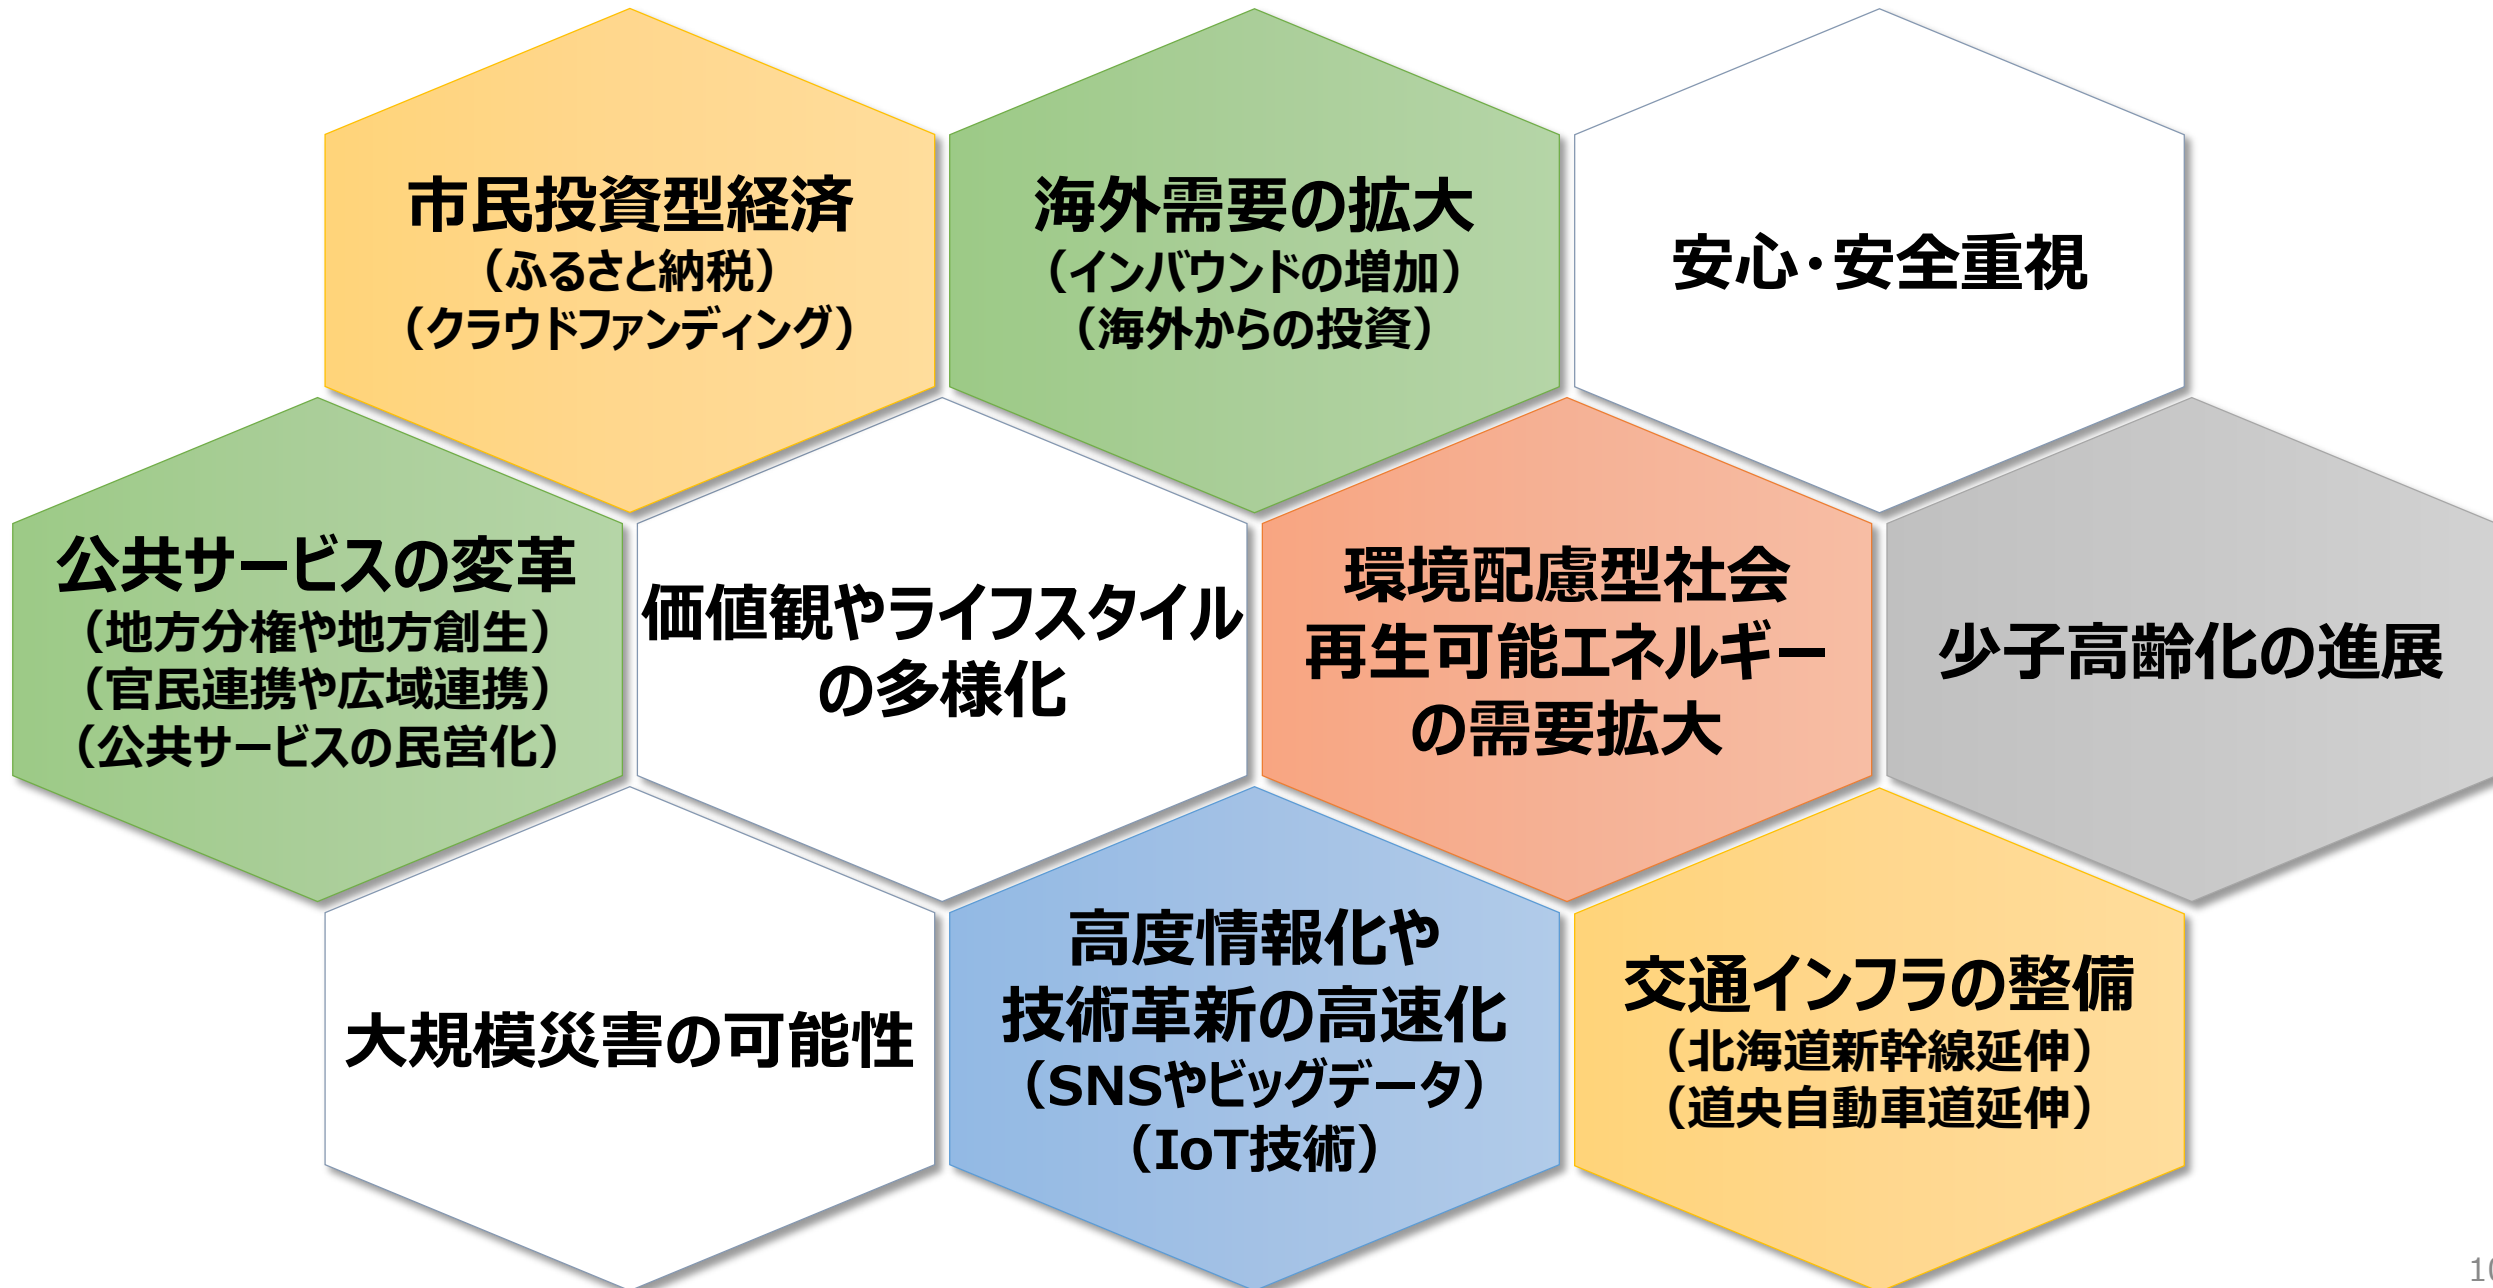 市民投資型経済
（ふるさと納税）
（クラウドファンディング）
海外需要の拡大
（インバウンドの増加）
（海外からの投資）
安心・安全重視
公共サービスの変革
（地方分権や地方創生）
（官民連携や広域連携）
（公共サービスの民営化）
価値観やライフスタイル
の多様化
環境配慮型社会
再生可能エネルギー
の需要拡大
少子高齢化の進展
大規模災害の可能性
高度情報化や
技術革新の高速化
（SNSやビックデータ）
（IoT技術）
交通インフラの整備
（北海道新幹線延伸）
（道央自動車道延伸）